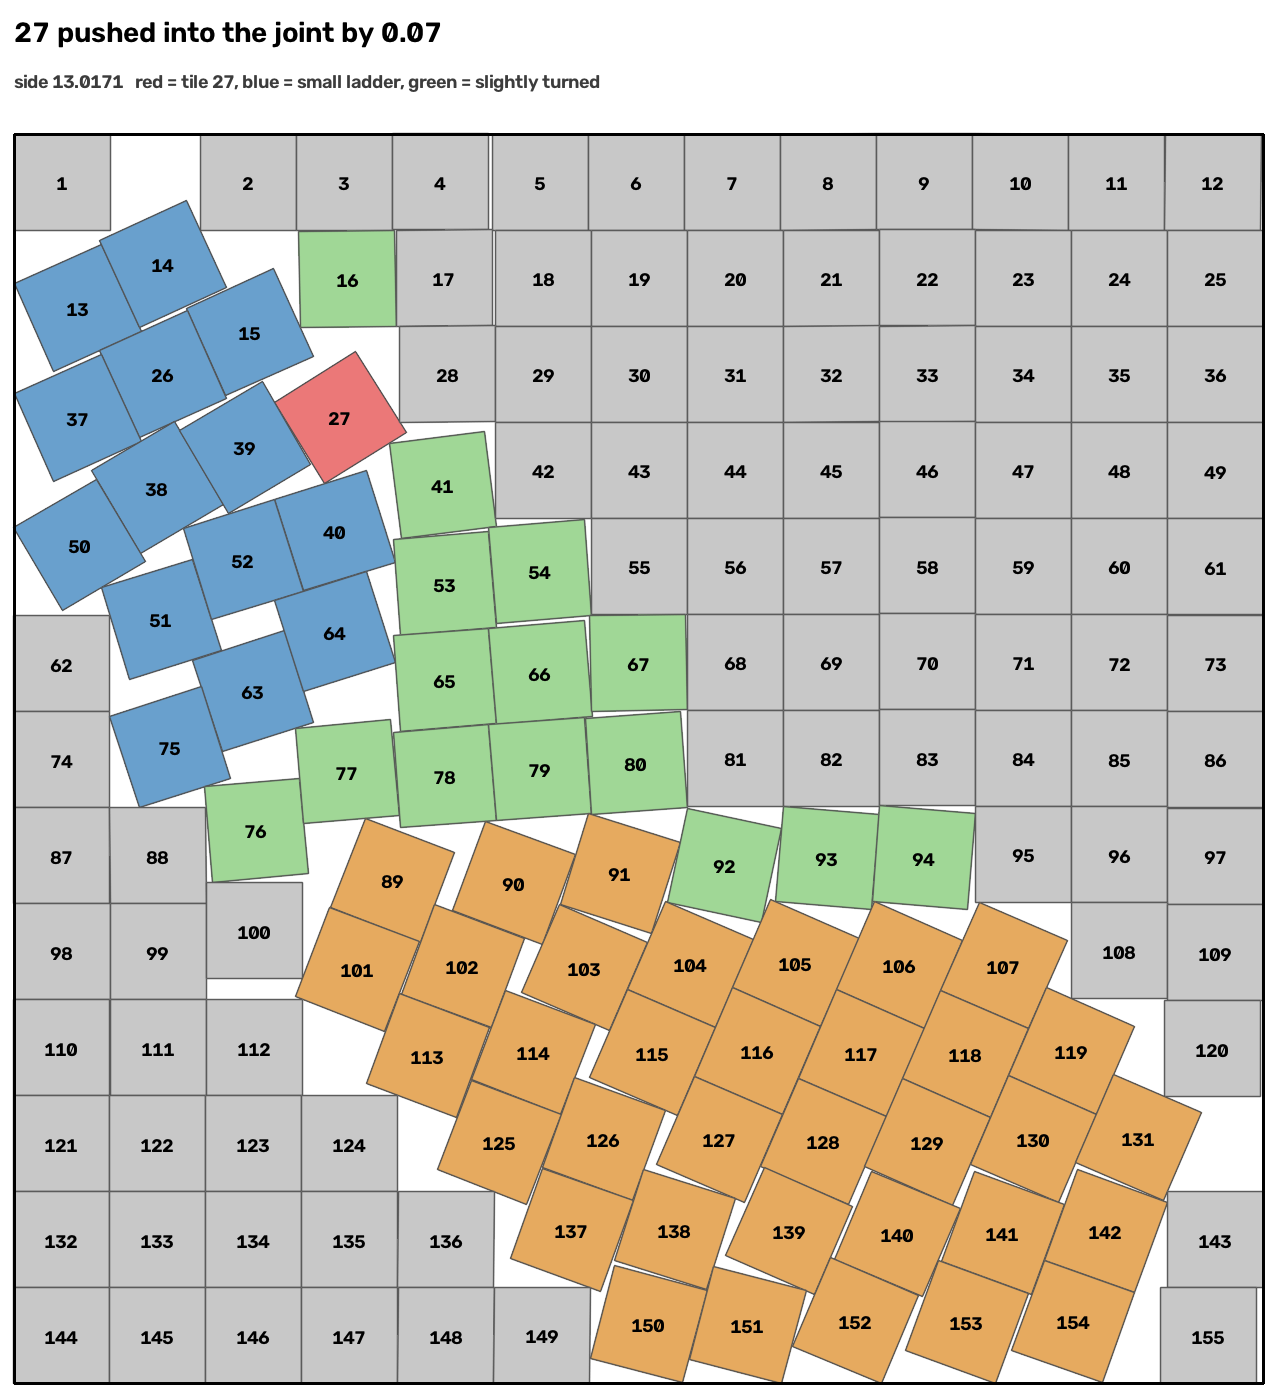 27 pushed into the joint by 0.07
side 13.0171 red = tile 27, blue = small ladder, green = slightly turned
1 2 3 4 5 6 7 8 9 10 11 12
13 14 15 16 17 18 19 20 21 22 23 24 25
26 27 28 29 30 31 32 33 34 35 36
37 38 39 40 41 42 43 44 45 46 47 48 49
50 51 52 53 54 55 56 57 58 59 60 61
62 63 64 65 66 67 68 69 70 71 72 73
74 75 76 77 78 79 80 81 82 83 84 85 86
87 88 89 90 91 92 93 94 95 96 97
98 99 100 101 102 103 104 105 106 107 108 109
110 111 112 113 114 115 116 117 118 119 120
121 122 123 124 125 126 127 128 129 130 131
132 133 134 135 136 137 138 139 140 141 142 143
144 145 146 147 148 149 150 151 152 153 154 155